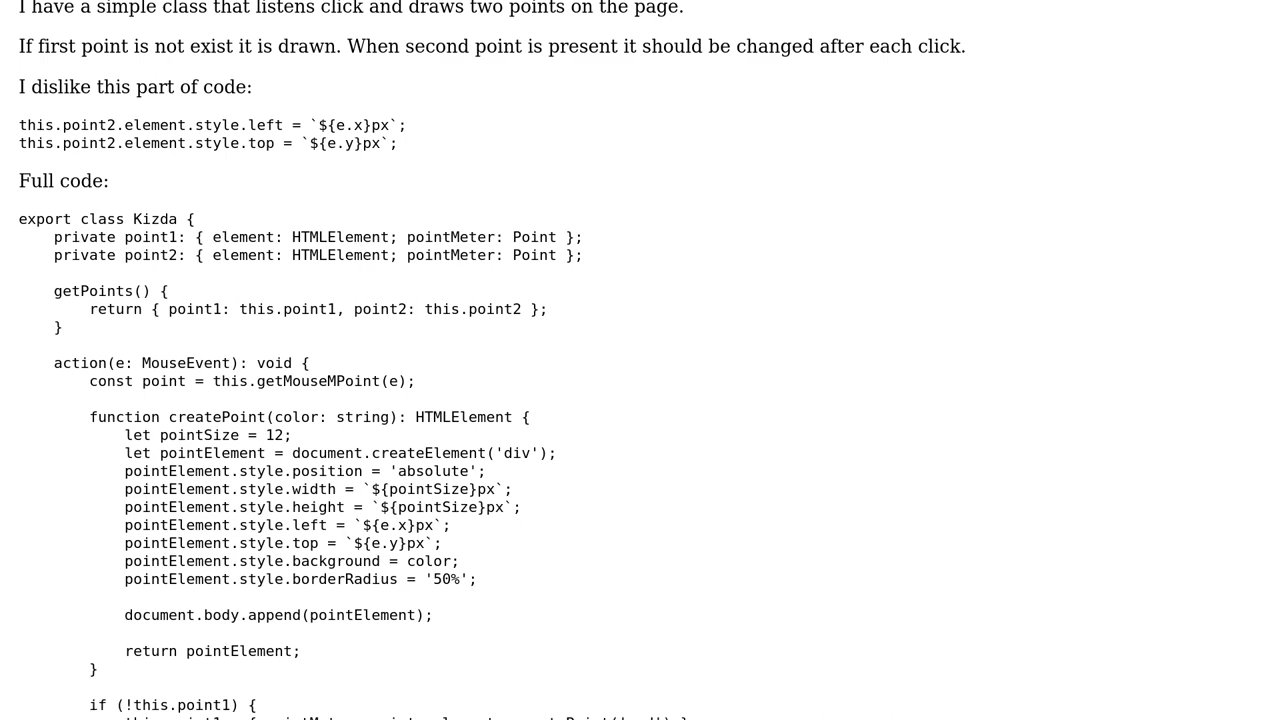 I have a simple class that listens click and draws two points on the page.
If first point is not exist it is drawn. When second point is present it should be changed after each click.
I dislike this part of code:
this.point2.element.style.left = `${e.x}px`;
this.point2.element.style.top = `${e.y}px`;
Full code:
export class Kizda {
    private point1: { element: HTMLElement; pointMeter: Point };
    private point2: { element: HTMLElement; pointMeter: Point };
    getPoints() {
        return { point1: this.point1, point2: this.point2 };
    }
    action(e: MouseEvent): void {
        const point = this.getMouseMPoint(e);
        function createPoint(color: string): HTMLElement {
            let pointSize = 12;
            let pointElement = document.createElement('div');
            pointElement.style.position = 'absolute';
            pointElement.style.width = `${pointSize}px`;
            pointElement.style.height = `${pointSize}px`;
            pointElement.style.left = `${e.x}px`;
            pointElement.style.top = `${e.y}px`;
            pointElement.style.background = color;
            pointElement.style.borderRadius = '50%';
            document.body.append(pointElement);
            return pointElement;
        }
        if (!this.point1) {